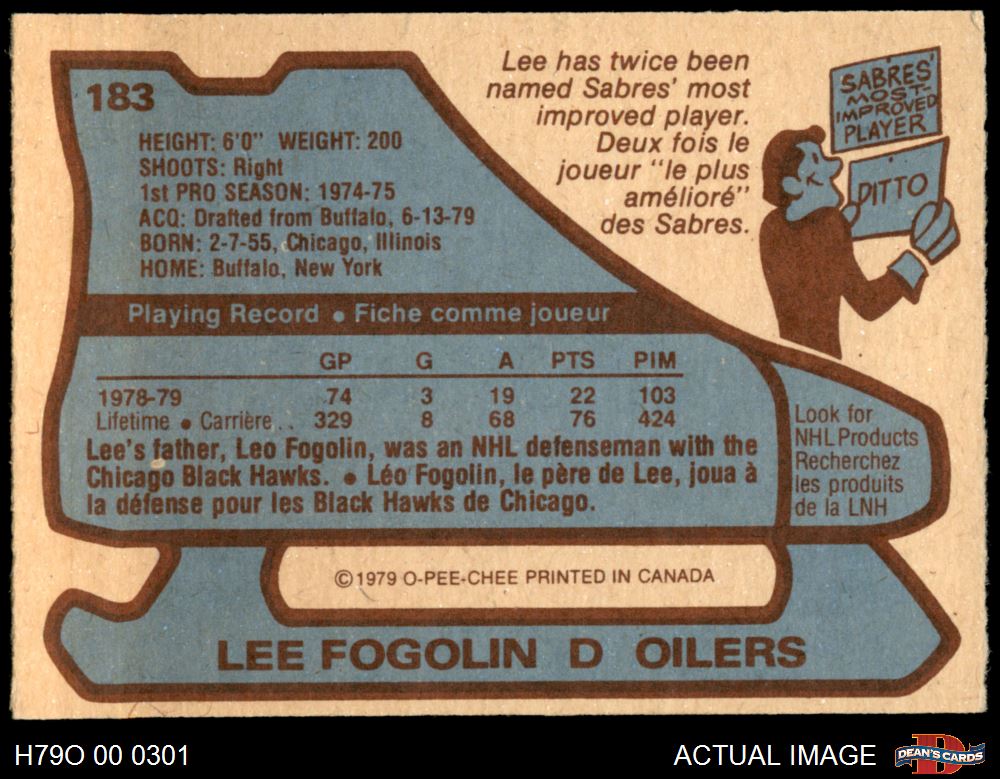 183
HEIGHT: 6'0" WEIGHT: 200
SHOOTS: Right
1st PRO SEASON: 1974-75
ACQ: Drafted from Buffalo, 6-13-79
BORN: 2-7-55, Chicago, Illinois
HOME: Buffalo, New York
Lee has twice been
named Sabres' most
improved player.
Deux fois le
joueur "le plus
amélioré"
des Sabres.
SABRES'
MOST-
IMPROVED
PLAYER
DITTO
Playing Record • Fiche comme joueur
GP G A PTS PIM
1978-79 74 3 19 22 103
Lifetime • Carrière . . 329 8 68 76 424
Lee's father, Leo Fogolin, was an NHL defenseman with the
Chicago Black Hawks. • Léo Fogolin, le père de Lee, joua à
la défense pour les Black Hawks de Chicago.
Look for
NHL Products
Recherchez
les produits
de la LNH
©1979 O-PEE-CHEE PRINTED IN CANADA
LEE FOGOLIN D OILERS
H79O 00 0301
ACTUAL IMAGE
DEAN'S CARDS